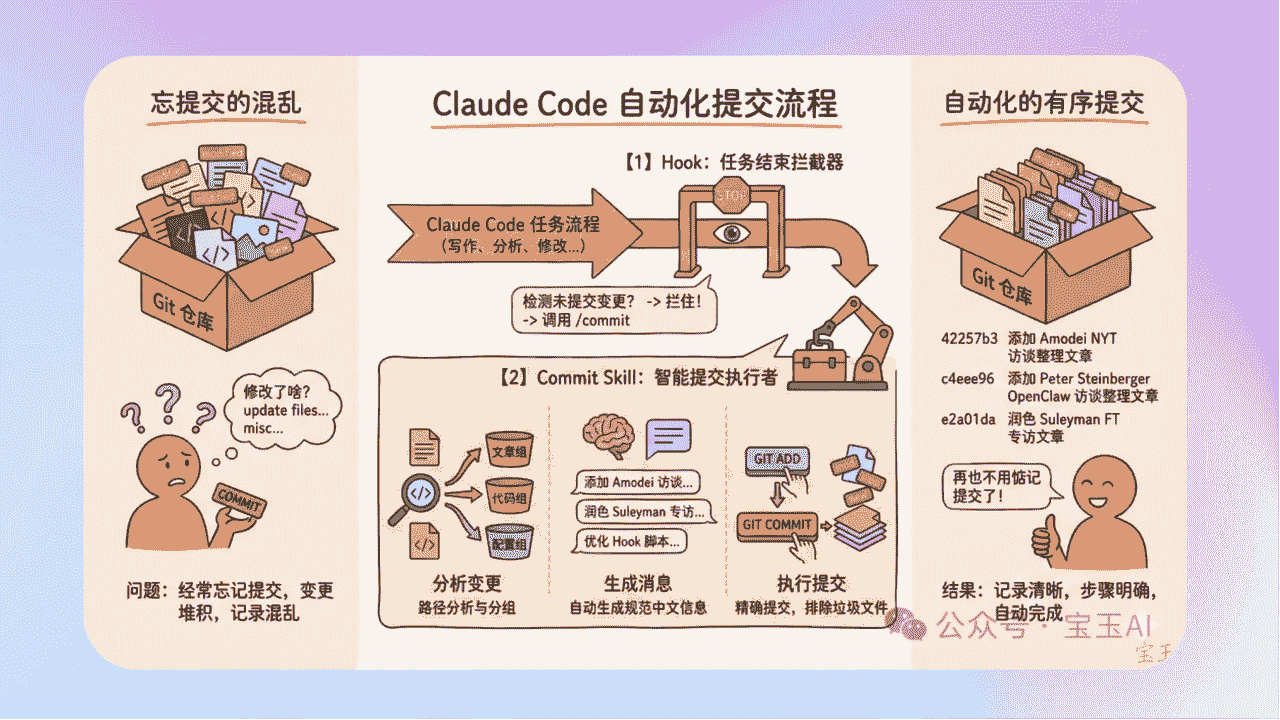 忘提交的混乱
Git 仓库
修改了啥？
update files...
misc...
COMMIT
问题：经常忘记提交，变更
堆积，记录混乱
Claude Code 自动化提交流程
【1】Hook：任务结束拦截器
Claude Code 任务流程
（写作、分析、修改...）
STOP
检测未提交变更？ -> 拦住！
-> 调用 /commit
【2】Commit Skill：智能提交执行者
</>
</>
文章组
代码组
配置组
分析变更
路径分析与分组
添加 Amodei 访谈...
润色 Suleyman 专访...
优化 Hook 脚本...
生成消息
自动生成规范中文信息
GIT ADD
GIT COMMIT
执行提交
精确提交，排除垃圾文件
自动化的有序提交
Git 仓库
42257b3 添加 Amodei NYT
访谈整理文章
c4eee96 添加 Peter Steinberger
OpenClaw 访谈整理文章
e2a01da 润色 Suleyman FT
专访文章
再也不用惦记
提交了！
结果：记录清晰，步骤明确，
自动完成
公众号 · 宝玉AI
宝玉